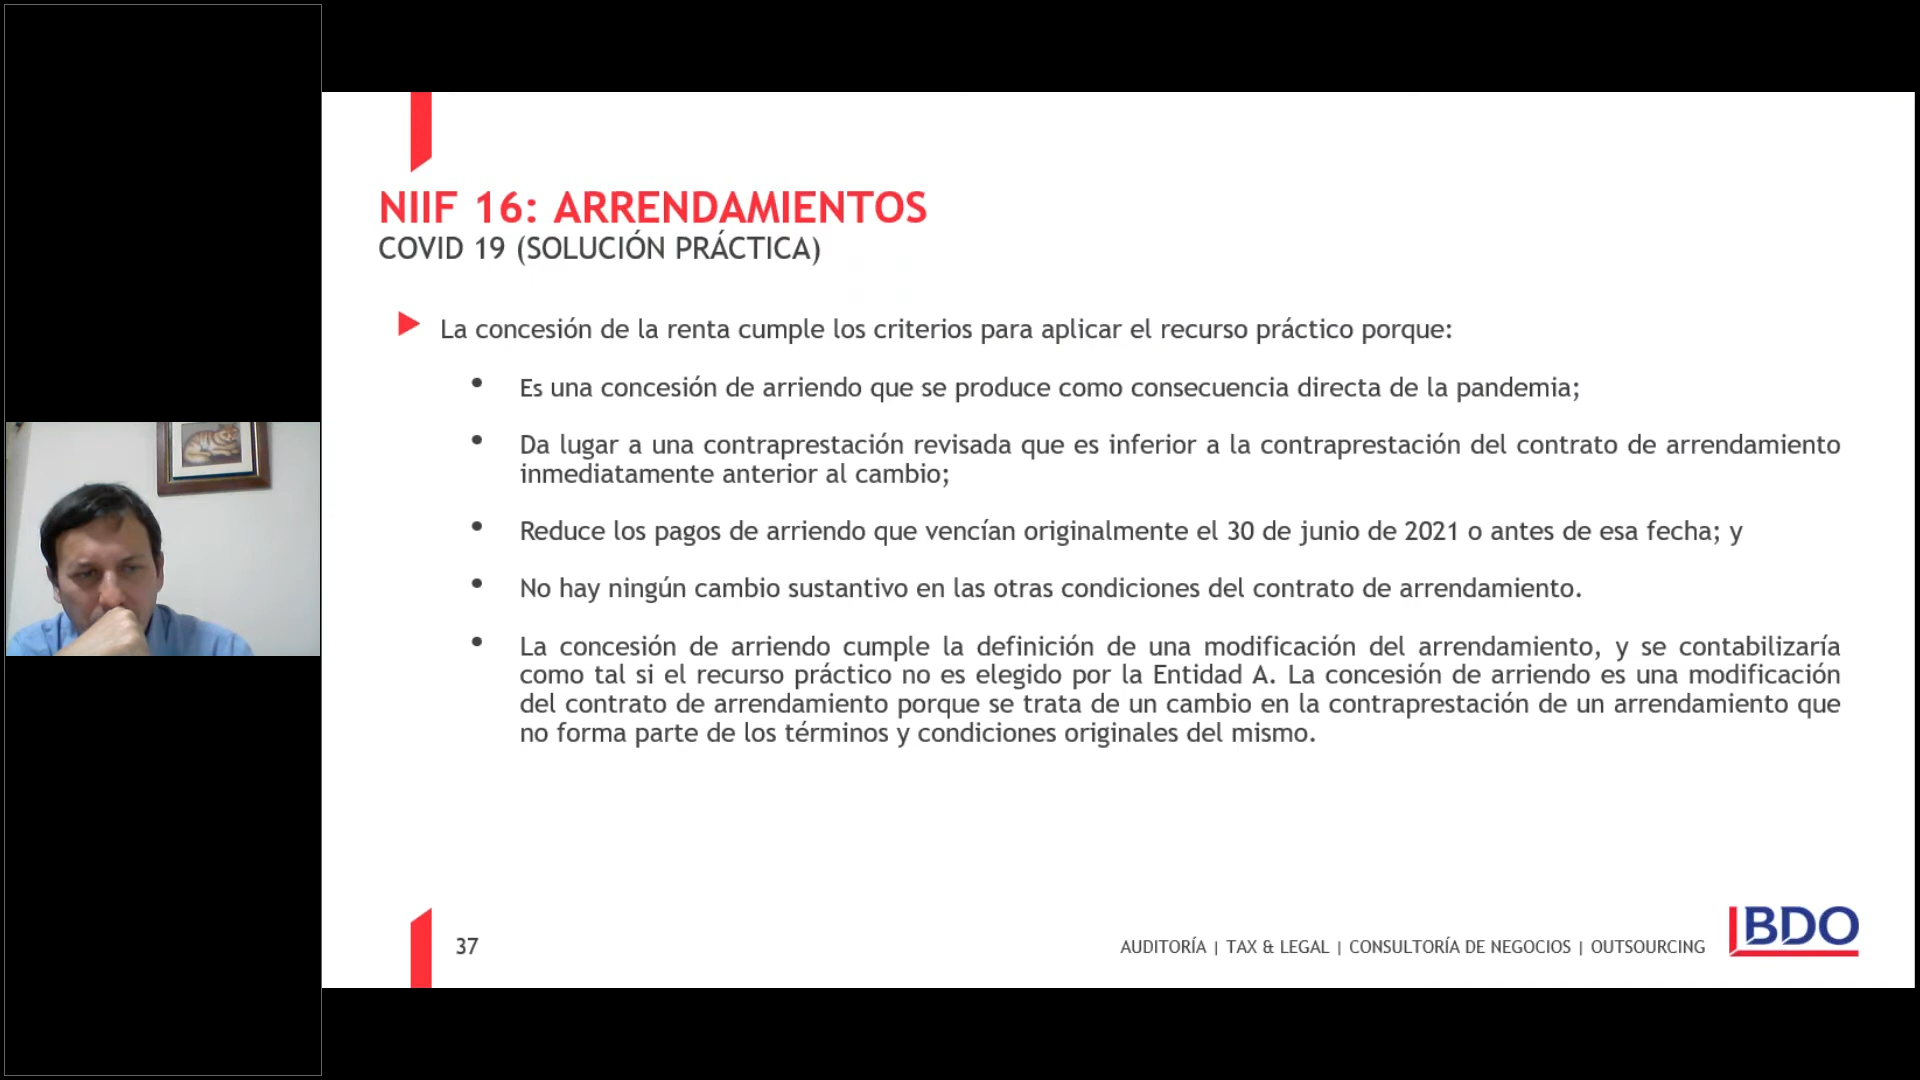 NIIF 16: ARRENDAMIENTOS
COVID 19 (SOLUCIÓN PRÁCTICA)
La concesión de la renta cumple los criterios para aplicar el recurso práctico porque:
• Es una concesión de arriendo que se produce como consecuencia directa de la pandemia;
• Da lugar a una contraprestación revisada que es inferior a la contraprestación del contrato de arrendamiento
inmediatamente anterior al cambio;
• Reduce los pagos de arriendo que vencían originalmente el 30 de junio de 2021 o antes de esa fecha; y
• No hay ningún cambio sustantivo en las otras condiciones del contrato de arrendamiento.
• La concesión de arriendo cumple la definición de una modificación del arrendamiento, y se contabilizaría
como tal si el recurso práctico no es elegido por la Entidad A. La concesión de arriendo es una modificación
del contrato de arrendamiento porque se trata de un cambio en la contraprestación de un arrendamiento que
no forma parte de los términos y condiciones originales del mismo.
37
AUDITORÍA | TAX & LEGAL | CONSULTORÍA DE NEGOCIOS | OUTSOURCING
BDO